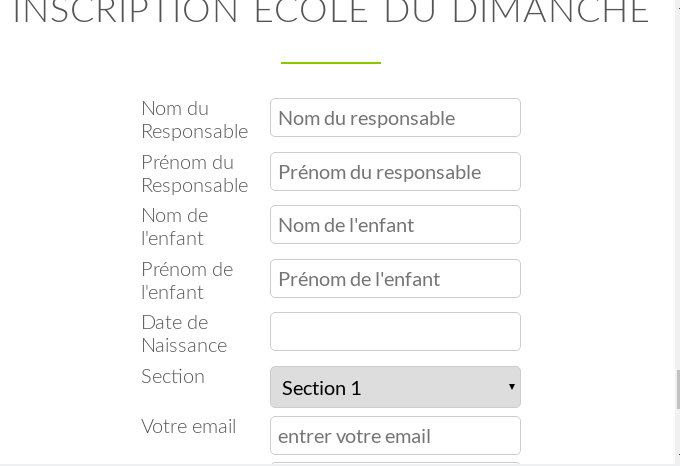 INSCRIPTION ECOLE DU DIMANCHE
Nom du
Responsable
Nom du responsable
Prénom du
Responsable
Prénom du responsable
Nom de
l'enfant
Nom de l'enfant
Prénom de
l'enfant
Prénom de l'enfant
Date de
Naissance
Section
Section 1
Votre email
entrer votre email